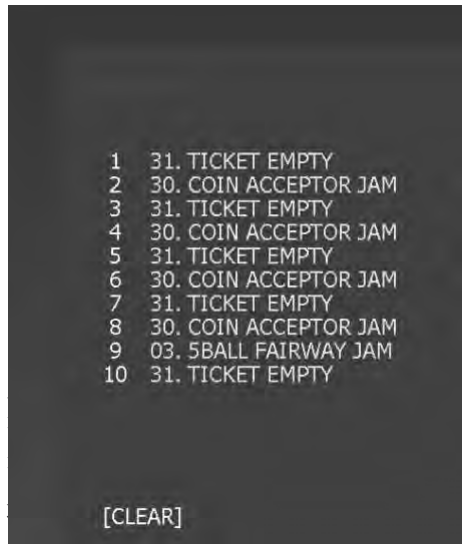 1 31. TICKET EMPTY
2 30. COIN ACCEPTOR JAM
3 31. TICKET EMPTY
4 30. COIN ACCEPTOR JAM
5 31. TICKET EMPTY
6 30. COIN ACCEPTOR JAM
7 31. TICKET EMPTY
8 30. COIN ACCEPTOR JAM
9 03. 5BALL FAIRWAY JAM
10 31. TICKET EMPTY
[CLEAR]